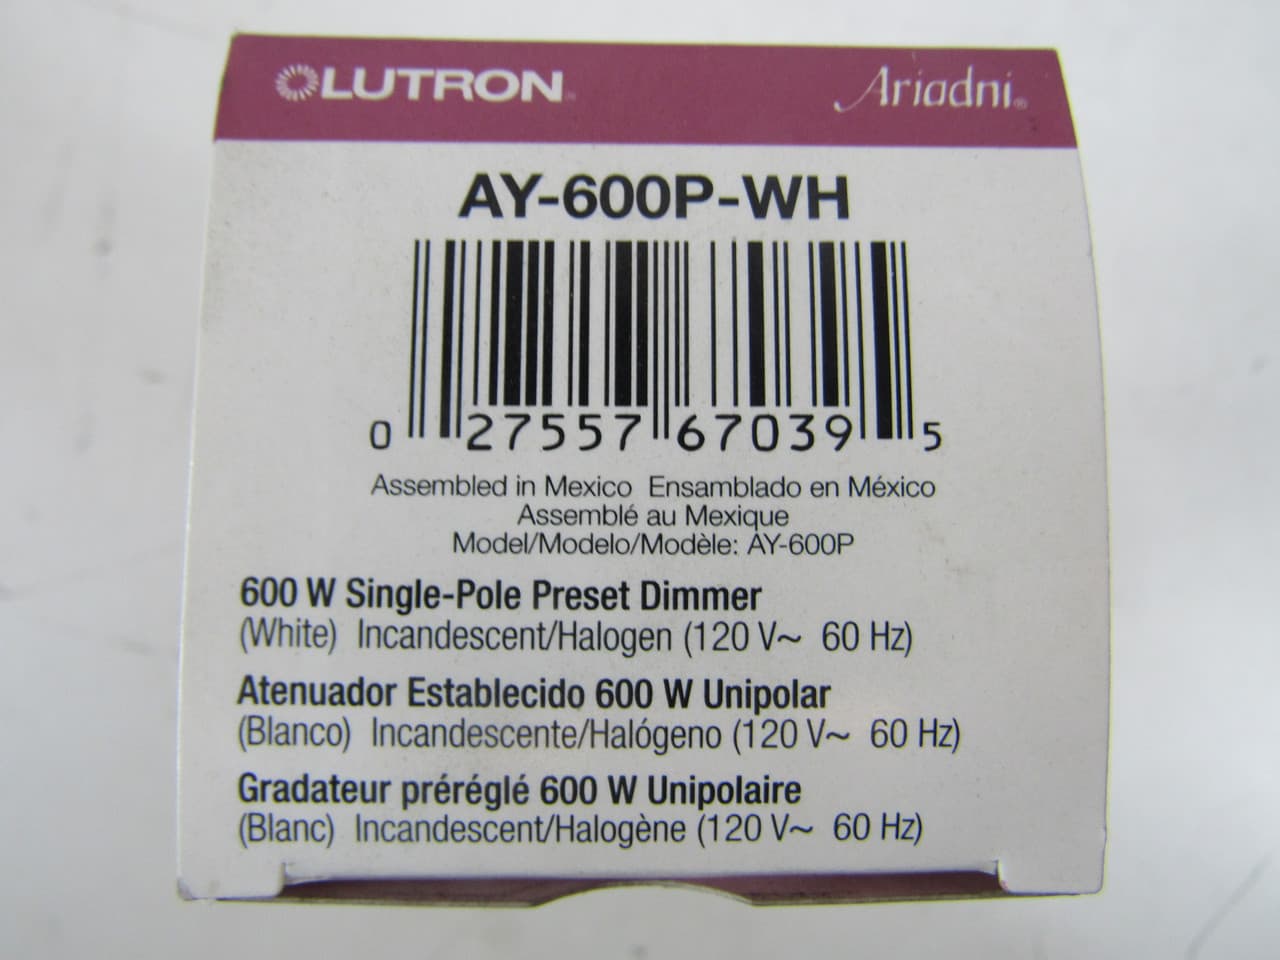 LUTRON Ariadni®
AY-600P-WH
0 27557 67039 5
Assembled in Mexico Ensamblado en México
Assemblé au Mexique
Model/Modelo/Modèle: AY-600P
600 W Single-Pole Preset Dimmer
(White) Incandescent/Halogen (120 V~ 60 Hz)
Atenuador Establecido 600 W Unipolar
(Blanco) Incandescente/Halógeno (120 V~ 60 Hz)
Gradateur préréglé 600 W Unipolaire
(Blanc) Incandescent/Halogène (120 V~ 60 Hz)